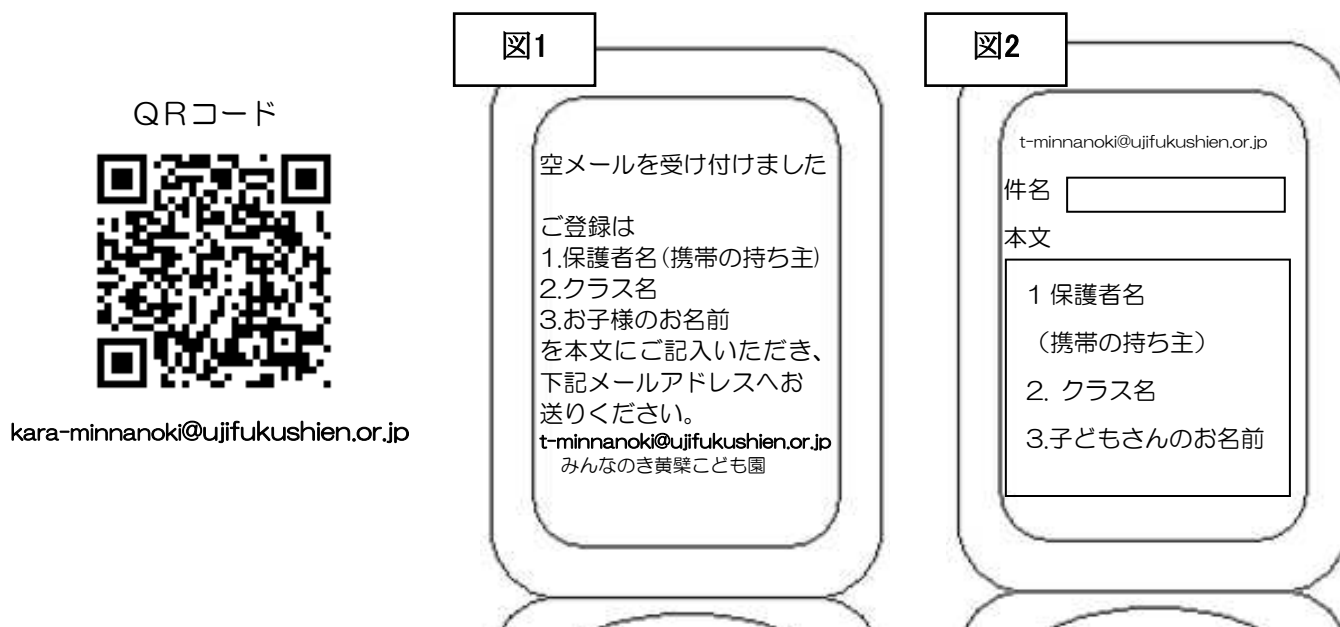 QRコード
kara-minnanoki@ujifukushien.or.jp
図1
空メールを受け付けました
ご登録は
1.保護者名(携帯の持ち主)
2.クラス名
3.お子様のお名前
を本文にご記入いただき、
下記メールアドレスへお
送りください。
t-minnanoki@ujifukushien.or.jp
みんなのき黄檗こども園
図2
t-minnanoki@ujifukushien.or.jp
件名
本文
1 保護者名
（携帯の持ち主）
2. クラス名
3.子どもさんのお名前